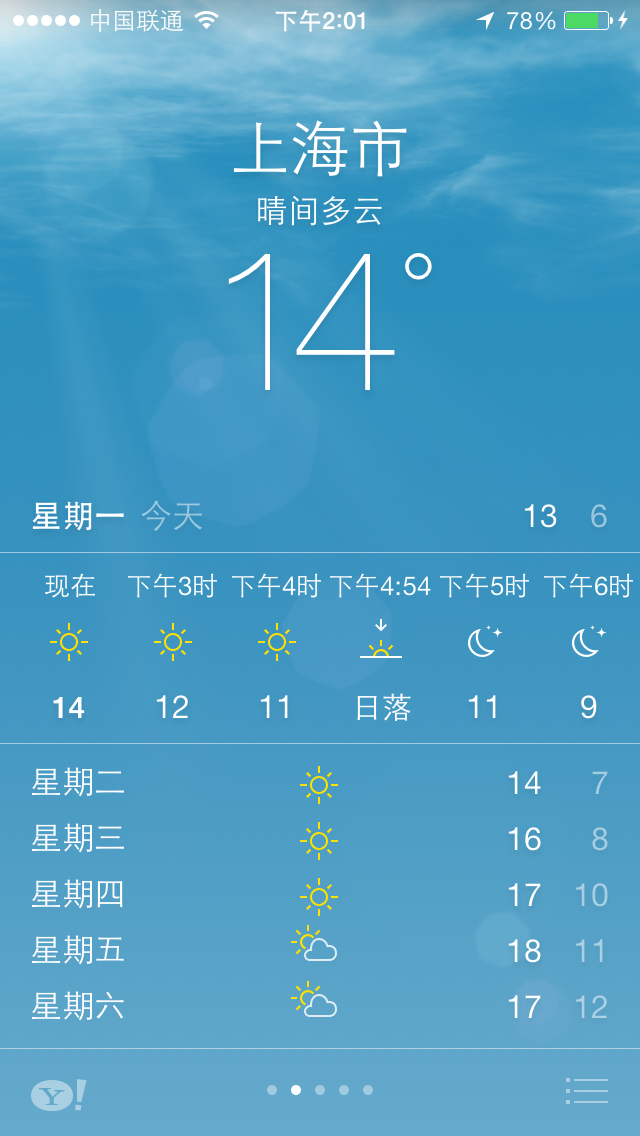 中国联通 下午2:01 78%
上海市
晴间多云
14°
星期一 今天 13 6
现在 下午3时 下午4时 下午4:54 下午5时 下午6时
14 12 11 日落 11 9
星期二 14 7
星期三 16 8
星期四 17 10
星期五 18 11
星期六 17 12
Y!